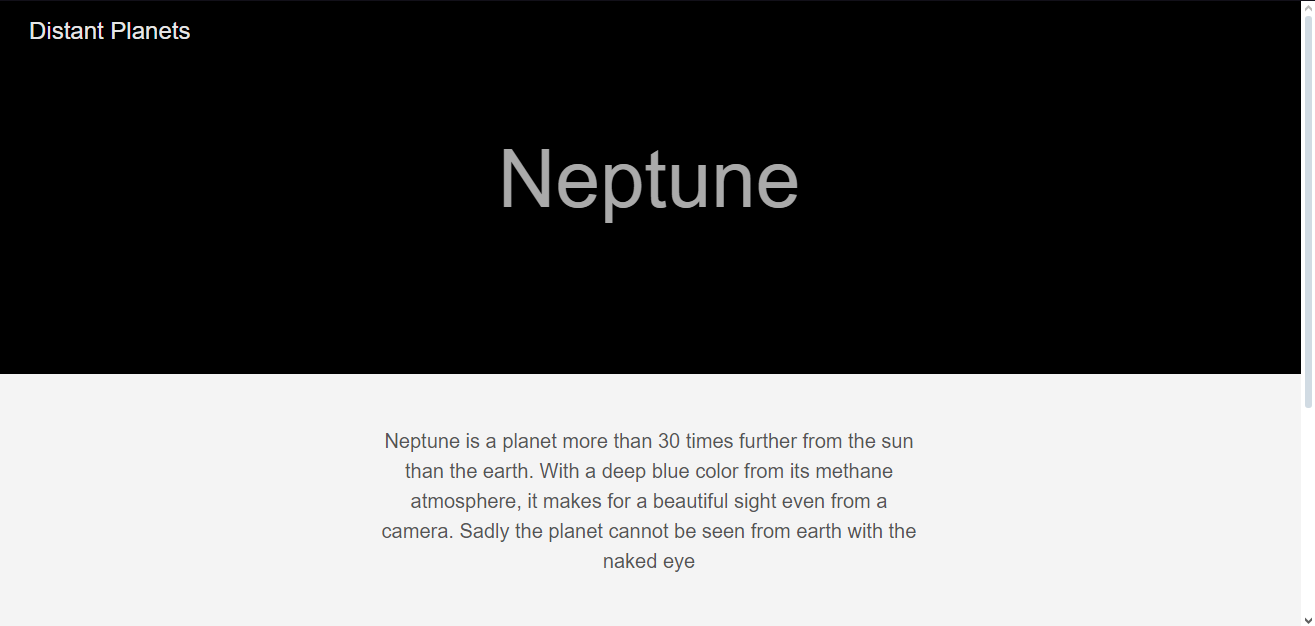 Distant Planets
Neptune
Neptune is a planet more than 30 times further from the sun
than the earth. With a deep blue color from its methane
atmosphere, it makes for a beautiful sight even from a
camera. Sadly the planet cannot be seen from earth with the
naked eye